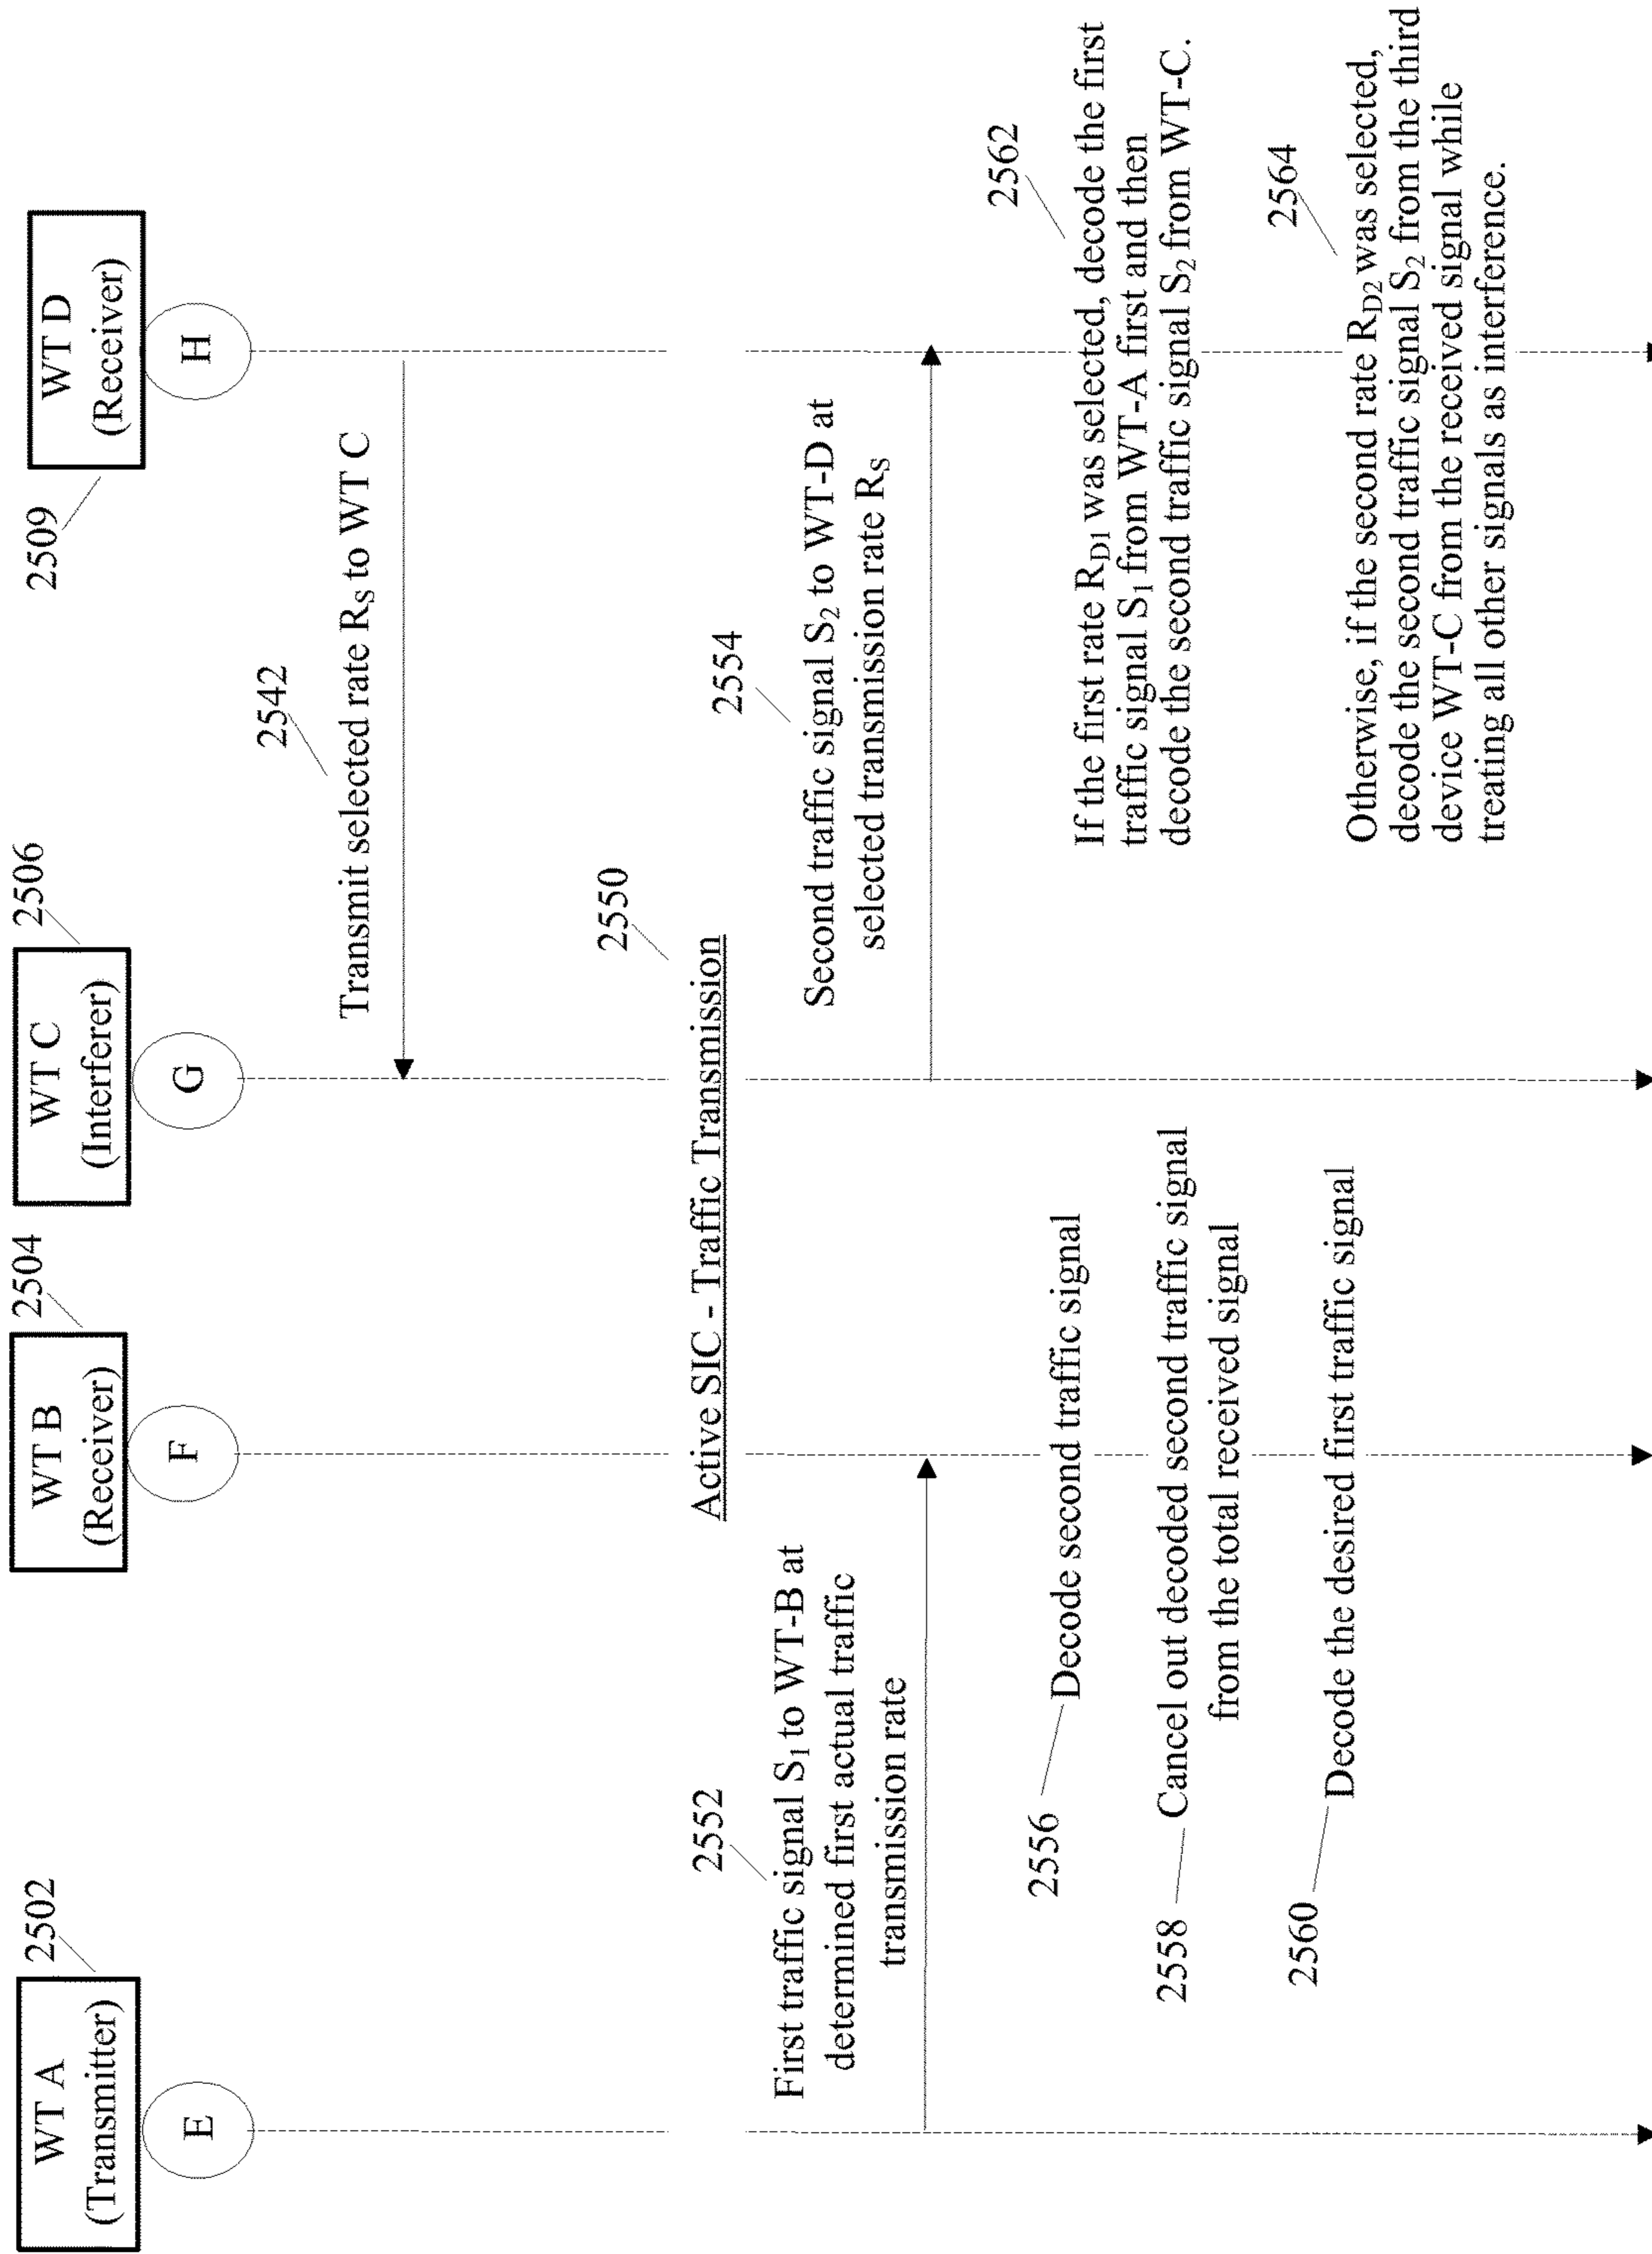 WT A
(Transmitter)
2502
E
WT B
(Receiver)
2504
F
WT C
(Interferer)
2506
G
WT D
(Receiver)
2509
H
2542
Transmit selected rate R_S to WT C
2550
Active SIC - Traffic Transmission
2552
First traffic signal S₁ to WT-B at
determined first actual traffic
transmission rate
2554
Second traffic signal S₂ to WT-D at
selected transmission rate R_S
2556
Decode second traffic signal
2558
Cancel out decoded second traffic signal
from the total received signal
2560
Decode the desired first traffic signal
2562
If the first rate R_D1 was selected, decode the first
traffic signal S₁ from WT-A first and then
decode the second traffic signal S₂ from WT-C.
2564
Otherwise, if the second rate R_D2 was selected,
decode the second traffic signal S₂ from the third
device WT-C from the received signal while
treating all other signals as interference.